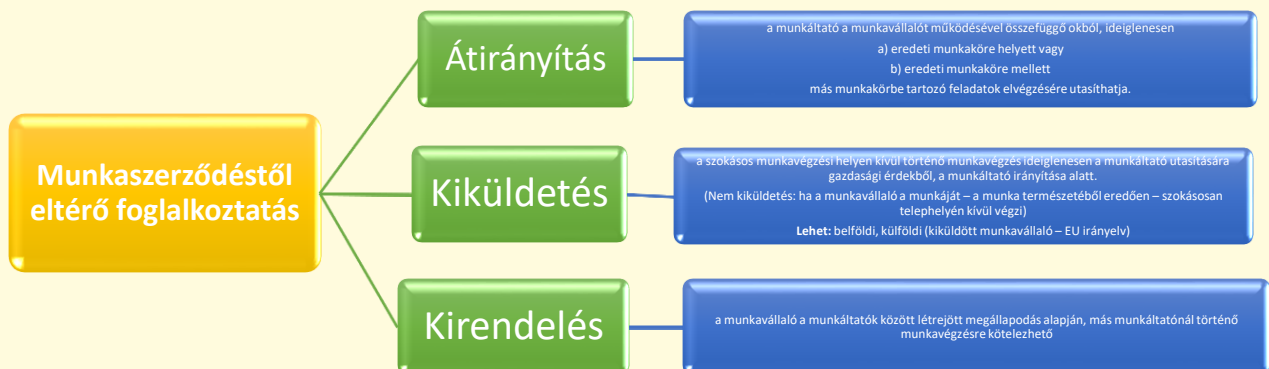 Munkaszerződéstől
eltérő foglalkoztatás
Átirányítás
a munkáltató a munkavállalót működésével összefüggő okból, ideiglenesen
a) eredeti munkaköre helyett vagy
b) eredeti munkaköre mellett
más munkakörbe tartozó feladatok elvégzésére utasíthatja.
Kiküldetés
a szokásos munkavégzési helyen kívül történő munkavégzés ideiglenesen a munkáltató utasítására
gazdasági érdekből, a munkáltató irányítása alatt.
(Nem kiküldetés: ha a munkavállaló a munkáját – a munka természetéből eredően – szokásosan
telephelyén kívül végzi)
Lehet: belföldi, külföldi (kiküldött munkavállaló – EU irányelv)
Kirendelés
a munkavállaló a munkáltatók között létrejött megállapodás alapján, más munkáltatónál történő
munkavégzésre kötelezhető